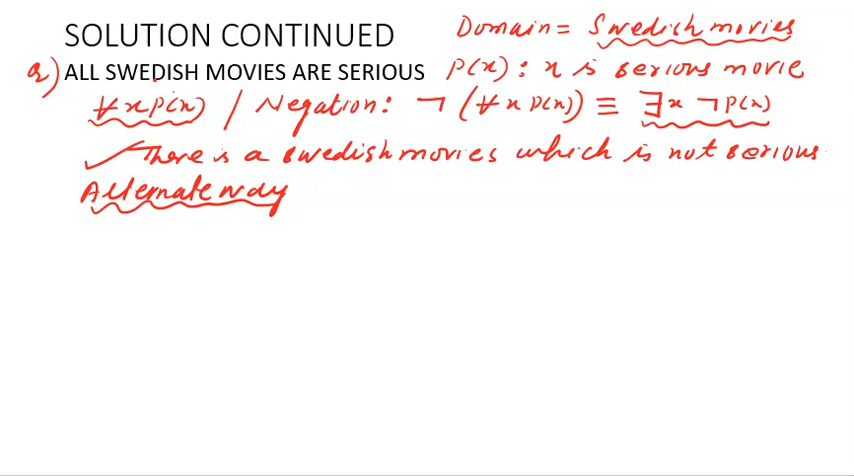 SOLUTION CONTINUED Domain = Swedish movies
a) ALL SWEDISH MOVIES ARE SERIOUS P(x) : x is serious movie
∀x P(x) / Negation: ¬ (∀x P(x)) ≡ ∃x ¬P(x)
There is a swedish movies which is not serious
Alternate way